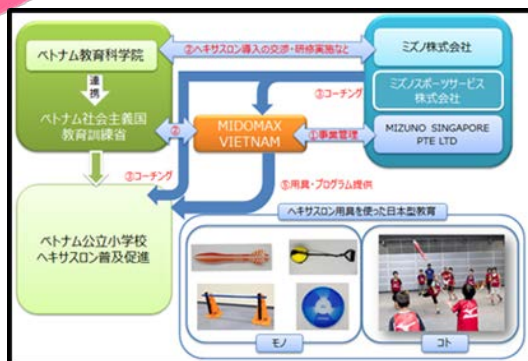 ベトナム教育科学院
連携
ベトナム社会主義国
教育訓練省
②ヘキサスロン導入の交渉・研修実施など
ミズノ株式会社
ミズノスポーツサービス
株式会社
MIZUNO SINGAPORE
PTE LTD
③コーチング
②
MIDOMAX
VIETNAM
①事業管理
③コーチング
⑤用具・プログラム提供
ベトナム公立小学校
ヘキサスロン普及促進
ヘキサスロン用具を使った日本型教育
モノ
コト